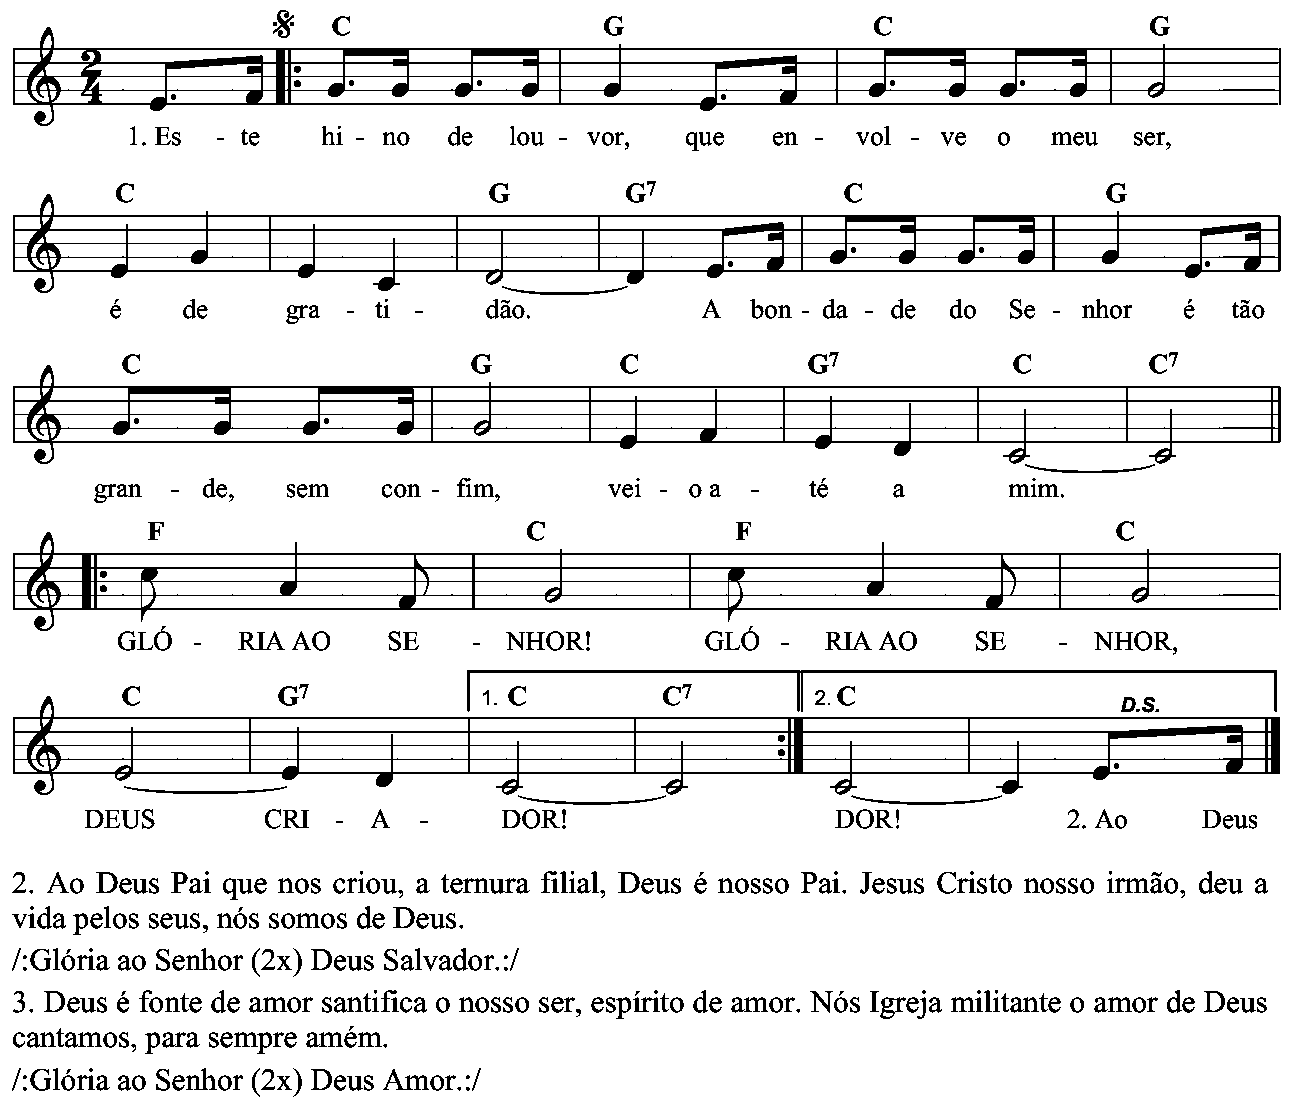 C G C G
1. Es - te hi - no de lou - vor, que en - vol - ve o meu ser,
C G G7 C G
é de gra - ti - dão. A bon - da - de do Se - nhor é tão
C G C G7 C C7
gran - de, sem con - fim, vei - o a - té a mim.
F C F C
GLÓ - RIA AO SE - NHOR! GLÓ - RIA AO SE - NHOR,
C G7 1. C C7 2. C D.S.
DEUS CRI - A - DOR! DOR! 2. Ao Deus
2. Ao Deus Pai que nos criou, a ternura filial, Deus é nosso Pai. Jesus Cristo nosso irmão, deu a
vida pelos seus, nós somos de Deus.
/:Glória ao Senhor (2x) Deus Salvador.:/
3. Deus é fonte de amor santifica o nosso ser, espírito de amor. Nós Igreja militante o amor de Deus
cantamos, para sempre amém.
/:Glória ao Senhor (2x) Deus Amor.:/